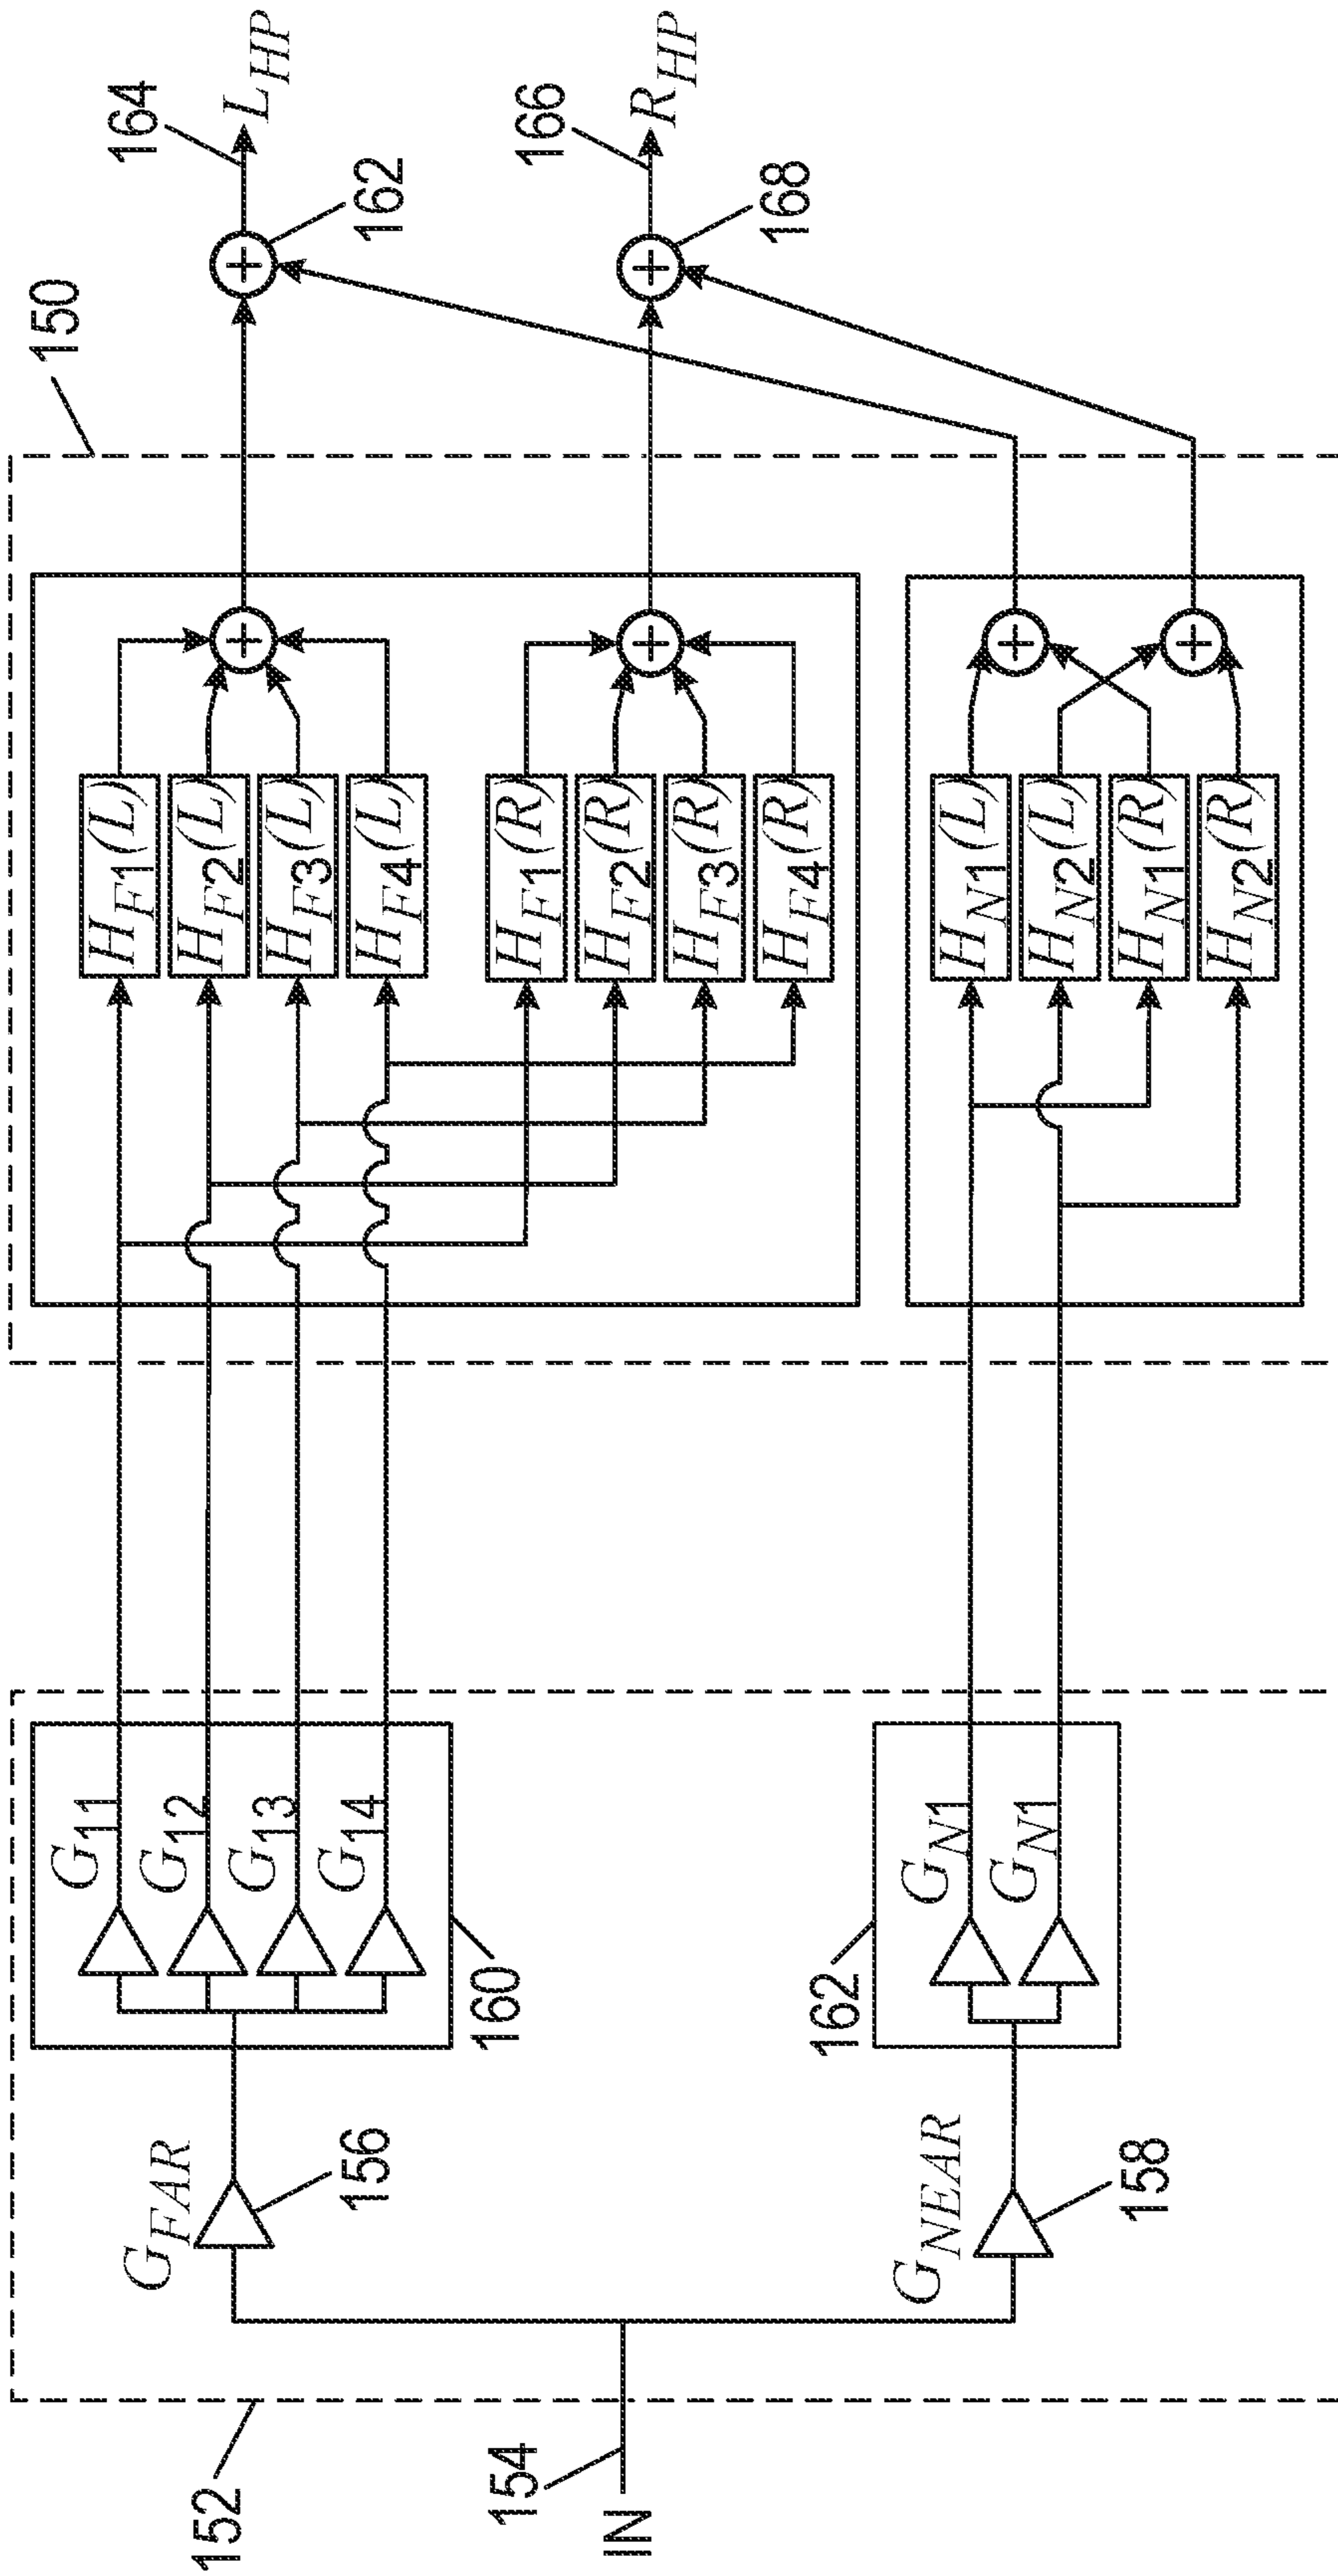 152
154
IN
G_FAR
156
G_NEAR
158
160
G_11
G_12
G_13
G_14
162
G_N1
G_N1
150
H_F1(L)
H_F2(L)
H_F3(L)
H_F4(L)
H_F1(R)
H_F2(R)
H_F3(R)
H_F4(R)
H_N1(L)
H_N2(L)
H_N1(R)
H_N2(R)
+
+
+
+
+
+
162
164
L_HP
168
166
R_HP